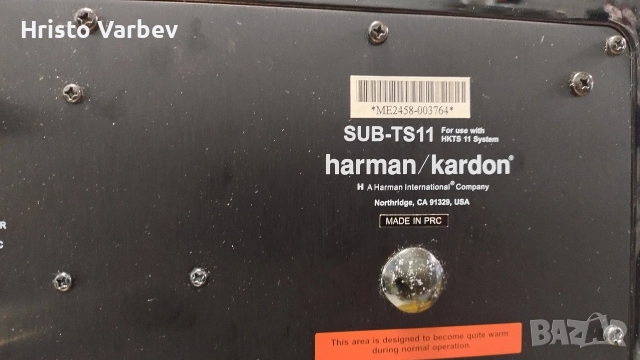 Hristo Varbev
*ME2458-003764*
SUB-TS11 For use with
HKTS 11 System
harman/kardon®
H A Harman International® Company
Northridge, CA 91329, USA
MADE IN PRC
R
C
This area is designed to become quite warm
during normal operation.
BAZAR